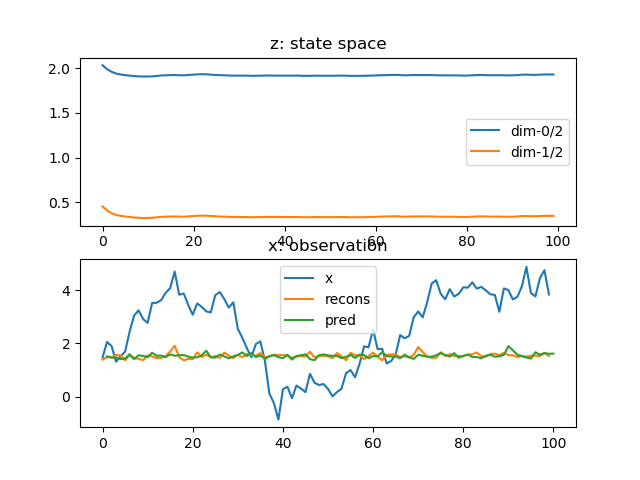 z: state space
2.0
1.5
1.0
0.5
dim-0/2
dim-1/2
0 20 40 60 80 100
x: observation
4
2
0
x
recons
pred
0 20 40 60 80 100